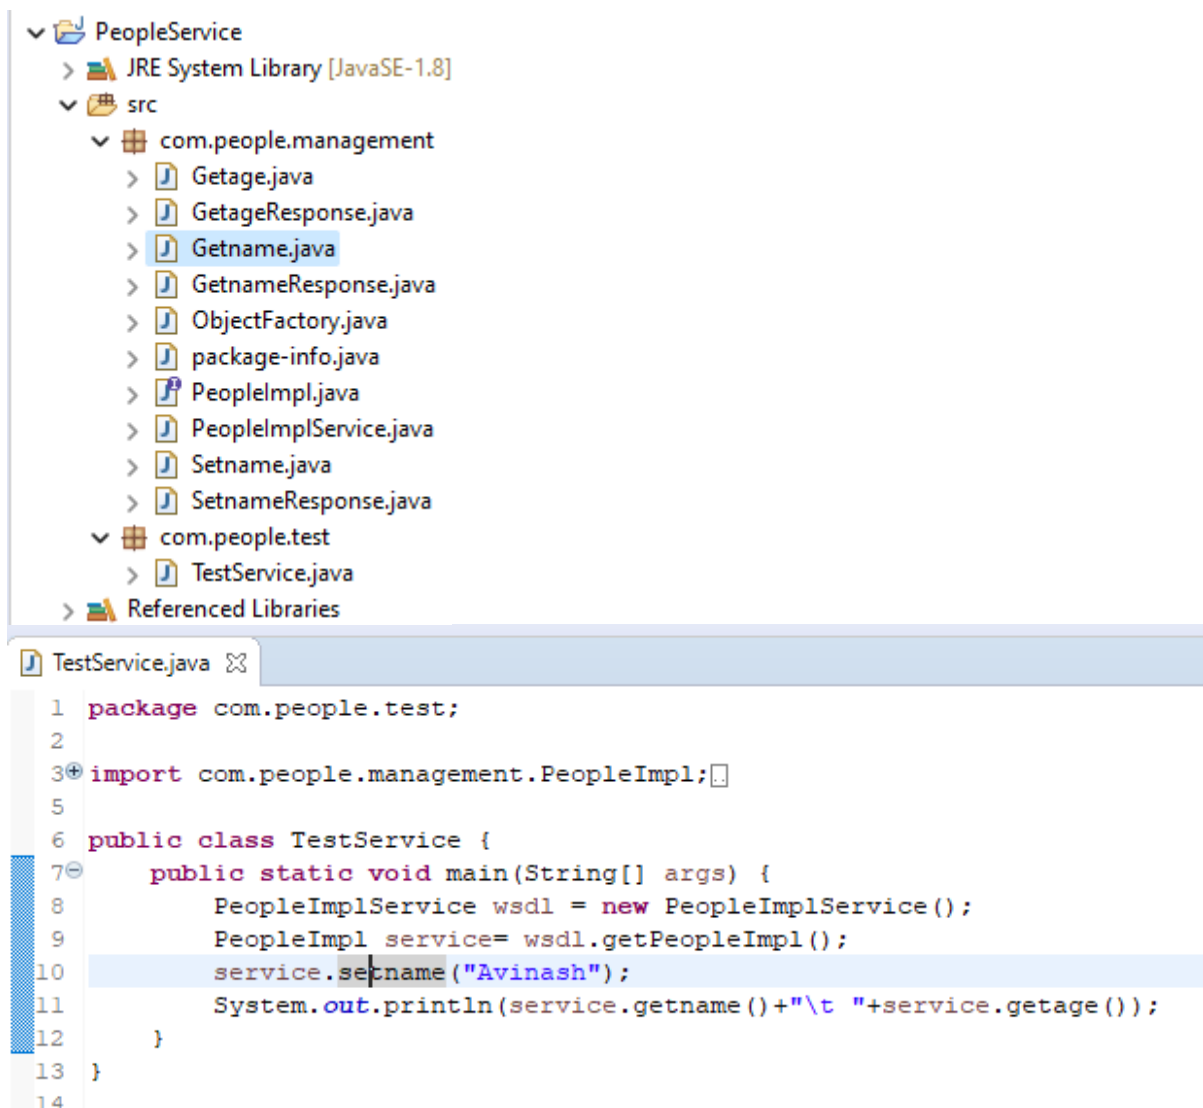 PeopleService
JRE System Library [JavaSE-1.8]
src
com.people.management
Getage.java
GetageResponse.java
Getname.java
GetnameResponse.java
ObjectFactory.java
package-info.java
PeopleImpl.java
PeopleImplService.java
Setname.java
SetnameResponse.java
com.people.test
TestService.java
Referenced Libraries
TestService.java
1 package com.people.test;
2
3 import com.people.management.PeopleImpl;
5
6 public class TestService {
7 public static void main(String[] args) {
8 PeopleImplService wsdl = new PeopleImplService();
9 PeopleImpl service= wsdl.getPeopleImpl();
10 service.setname("Avinash");
11 System.out.println(service.getname()+"\t "+service.getage());
12 }
13 }
14